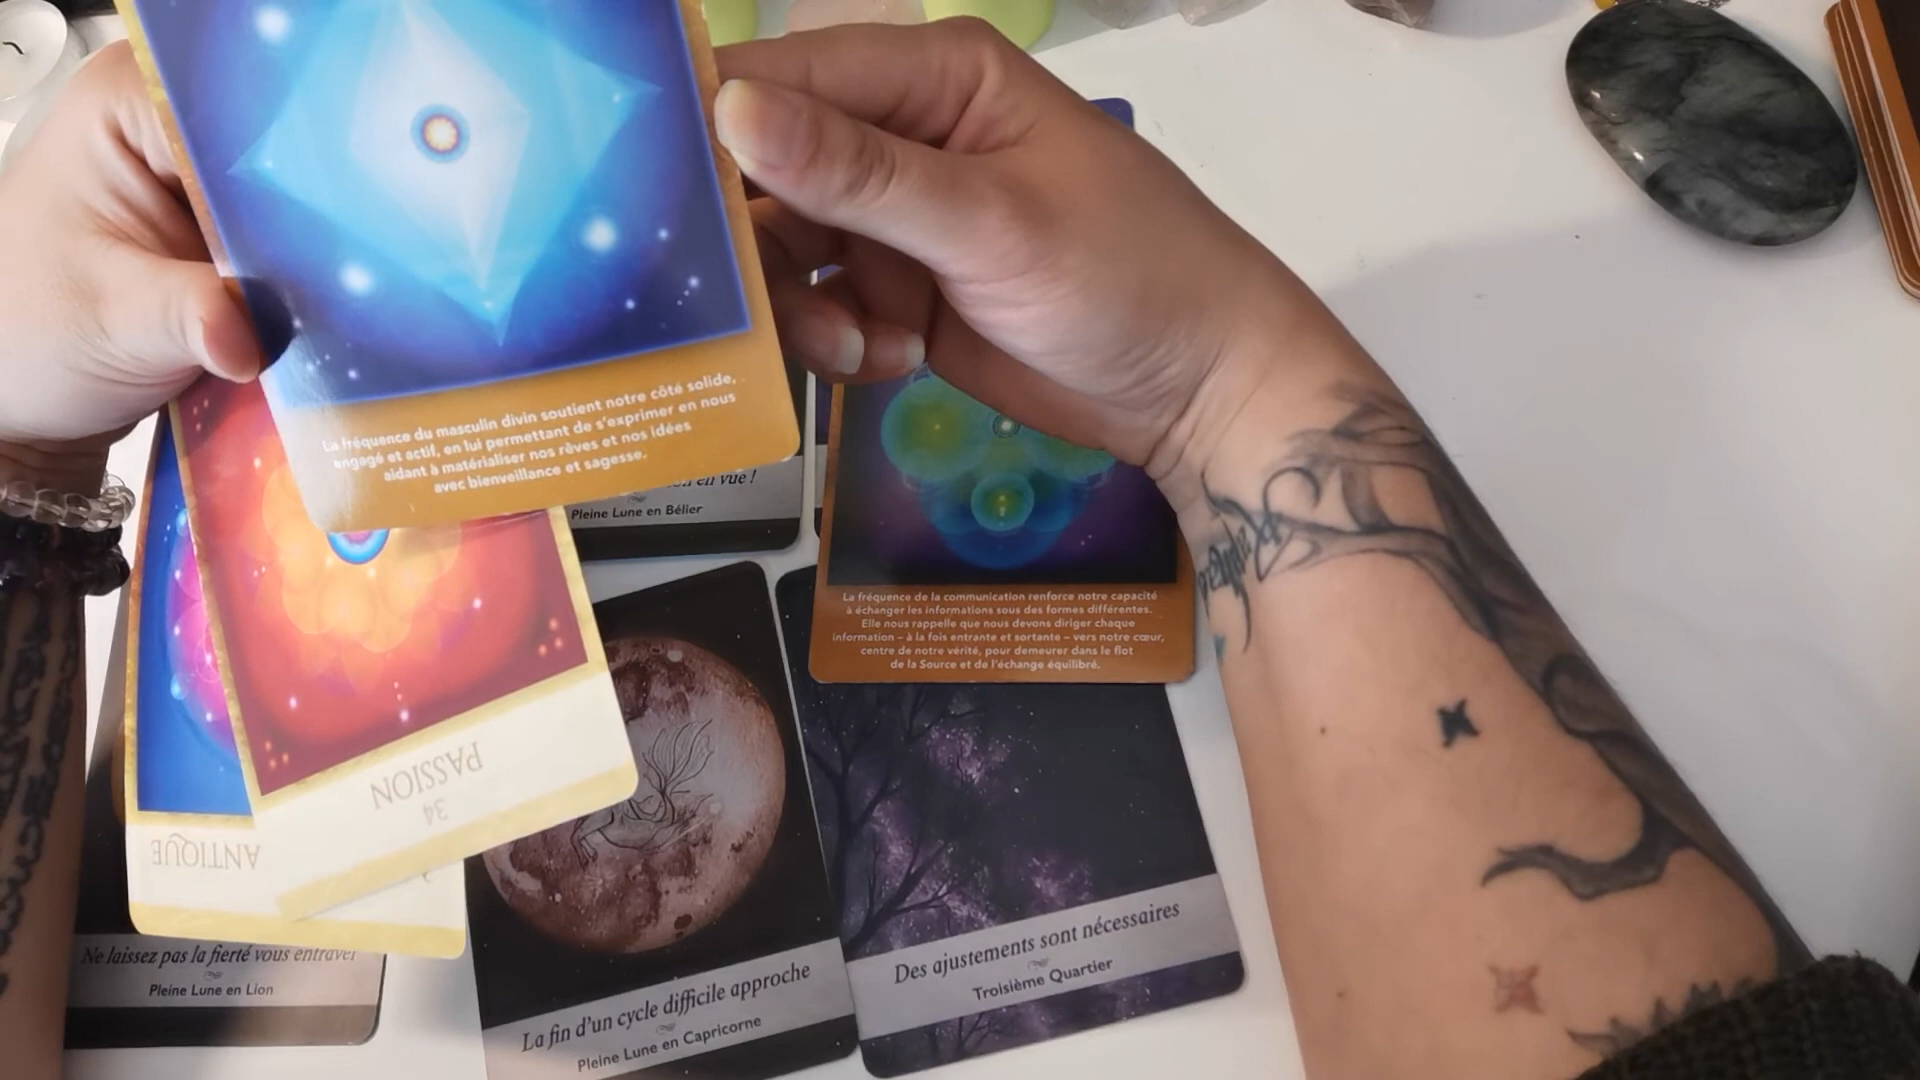 La fréquence du masculin divin soutient notre côté solide,
engagé et actif, en lui permettant de s'exprimer en nous
aidant à matérialiser nos rêves et nos idées
avec bienveillance et sagesse.
en vue !
Pleine Lune en Bélier
La fréquence de la communication renforce notre capacité
à échanger les informations sous des formes différentes.
Elle nous rappelle que nous devons diriger chaque
information – à la fois entrante et sortante – vers notre cœur,
centre de notre vérité, pour demeurer dans le flot
de la Source et de l'échange équilibré.
34
PASSION
ANTIQUE
Ne laissez pas la fierté vous entraver
Pleine Lune en Lion
La fin d'un cycle difficile approche
Pleine Lune en Capricorne
Des ajustements sont nécessaires
Troisième Quartier